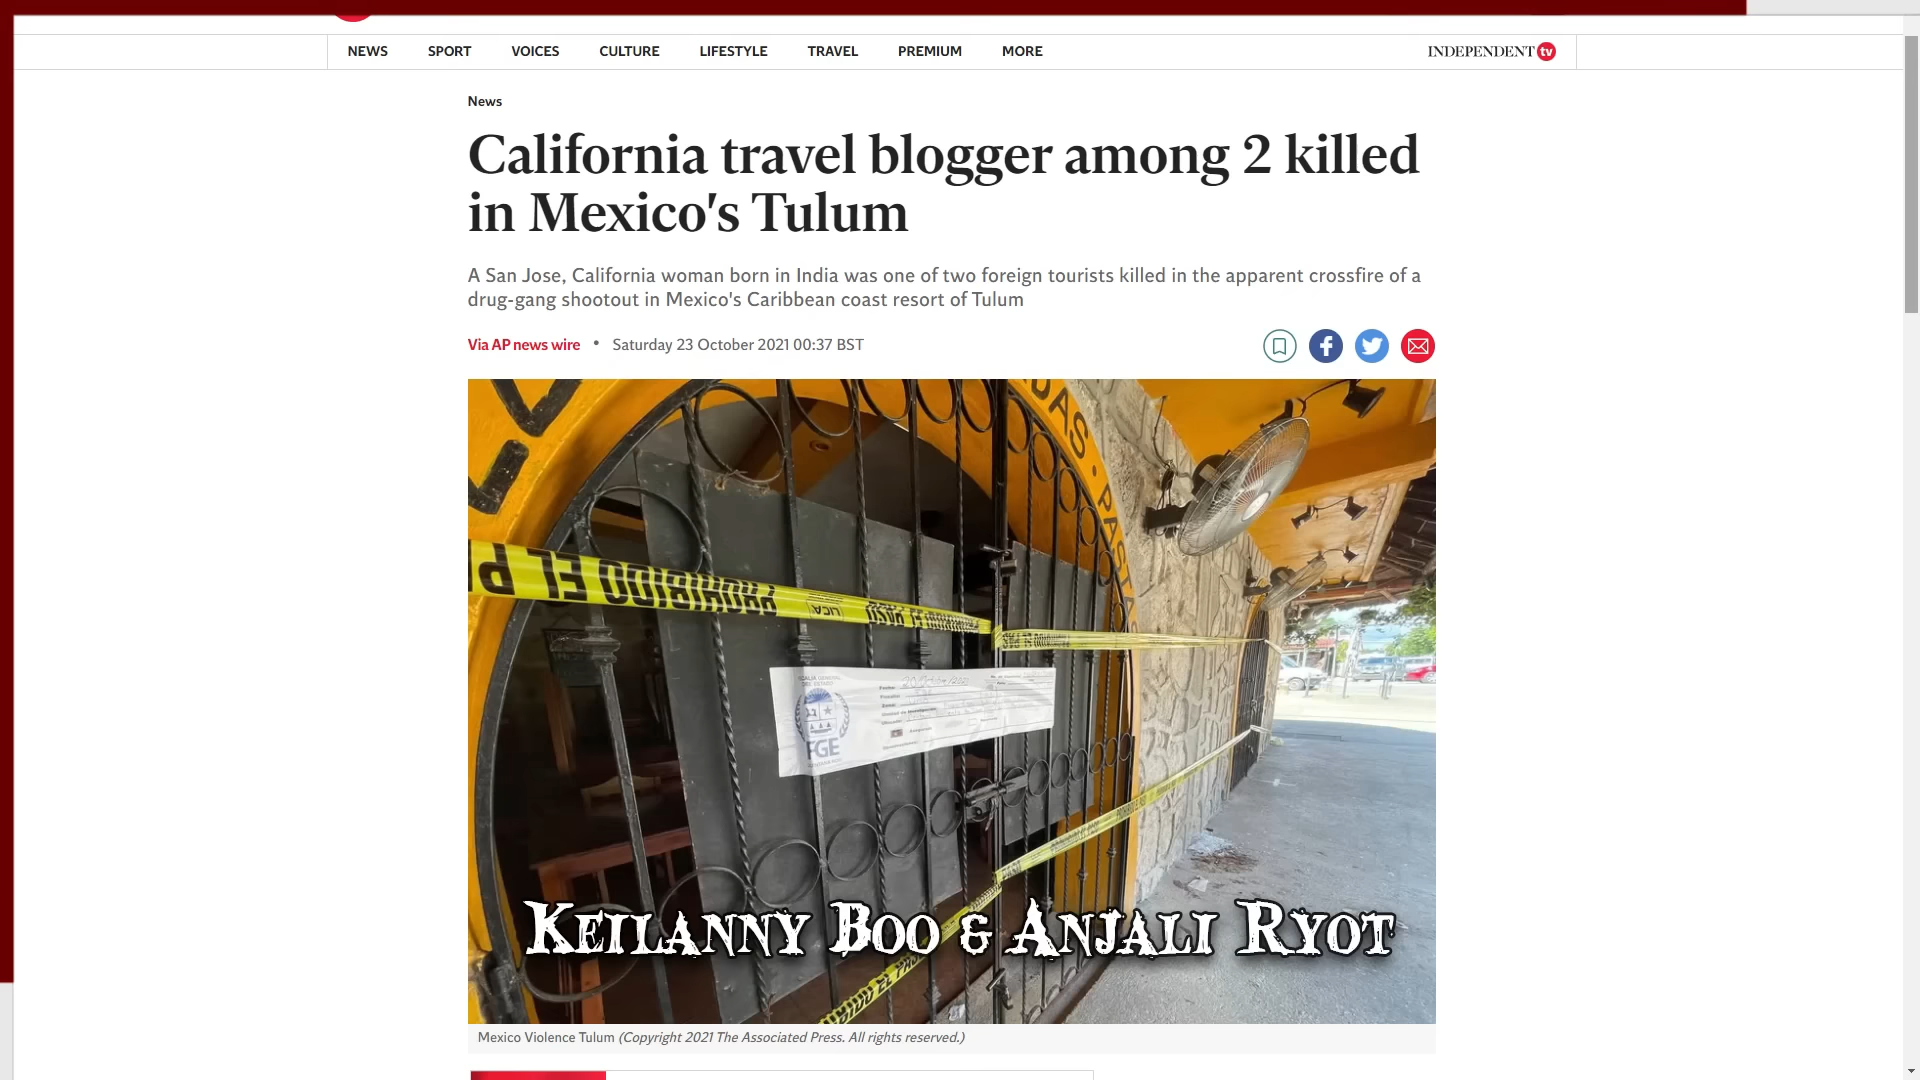 NEWS SPORT VOICES CULTURE LIFESTYLE TRAVEL PREMIUM MORE INDEPENDENT tv
News
California travel blogger among 2 killed
in Mexico's Tulum
A San Jose, California woman born in India was one of two foreign tourists killed in the apparent crossfire of a
drug-gang shootout in Mexico's Caribbean coast resort of Tulum
Via AP news wire • Saturday 23 October 2021 00:37 BST
DAS • PASTA
PROHIBIDO EL P
FGE
KEILANNY BOO & ANJALI RYOT
Mexico Violence Tulum (Copyright 2021 The Associated Press. All rights reserved.)